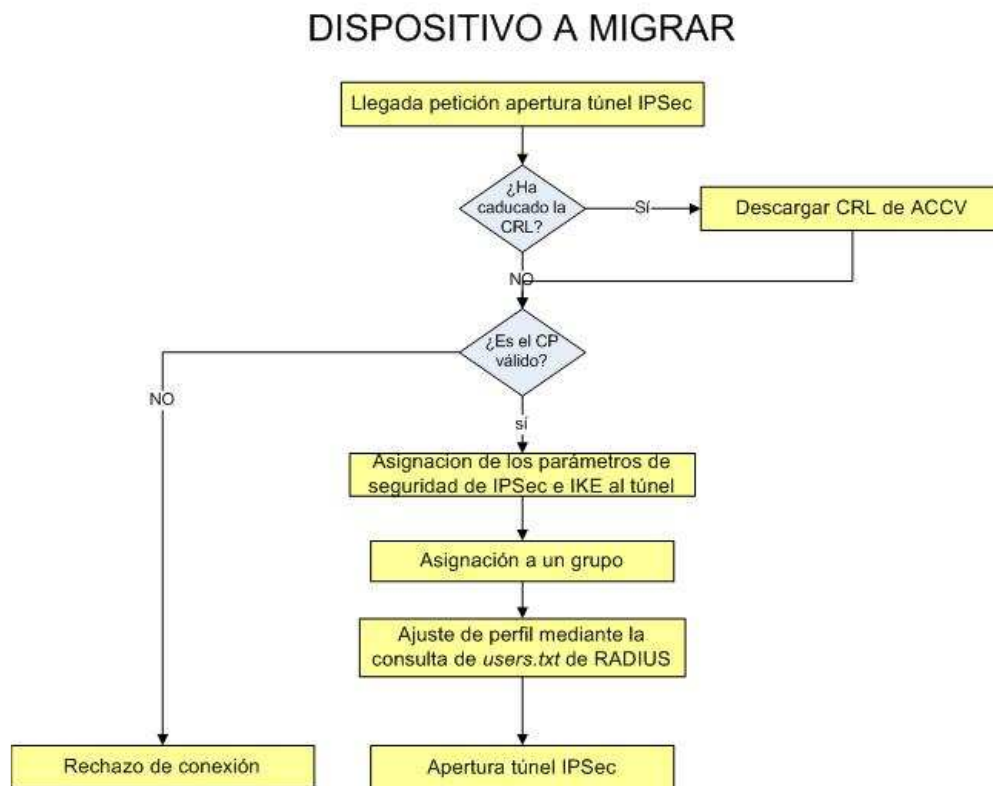 DISPOSITIVO A MIGRAR
Llegada petición apertura túnel IPSec
¿Ha
caducado la
CRL?
Sí
Descargar CRL de ACCV
NO
¿Es el CP
válido?
NO
sí
Asignacion de los parámetros de
seguridad de IPSec e IKE al túnel
Asignación a un grupo
Ajuste de perfil mediante la
consulta de users.txt de RADIUS
Rechazo de conexión
Apertura túnel IPSec